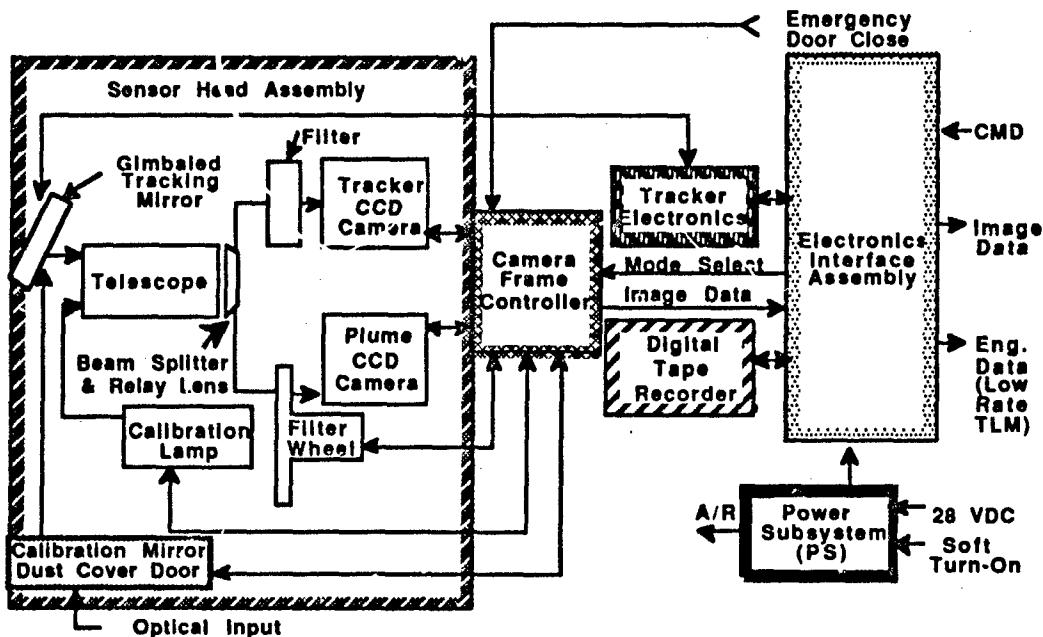 Emergency
Door Close
Sensor Head Assembly
Filter
CMD
Gimbaled
Tracking
Mirror
Tracker
CCD
Camera
Tracker
Electronics
Image
Data
Electronics
Interface
Assembly
Camera
Frame
Controller
Mode Select
Telescope
Image Data
Plume
CCD
Camera
Digital
Tape
Recorder
Eng.
Data
(Low
Rate
TLM)
Beam Splitter
& Relay Lens
Calibration
Lamp
Filter
Wheel
A/R
Power
Subsystem
(PS)
28 VDC
Soft
Turn-On
Calibration Mirror
Dust Cover Door
Optical Input